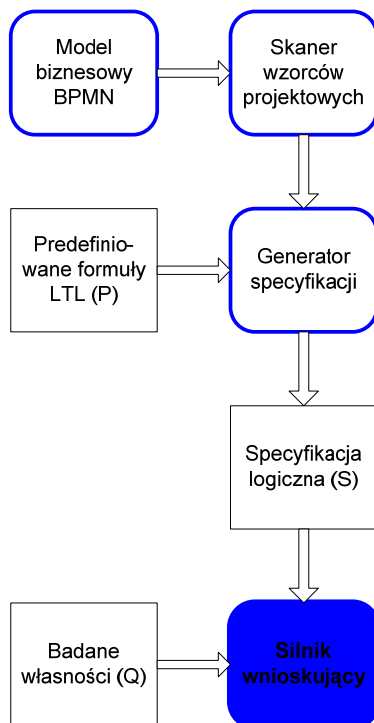 Model
biznesowy
BPMN
Skaner
wzorców
projektowych
Predefinio-
wane formuły
LTL (P)
Generator
specyfikacji
Specyfikacja
logiczna (S)
Badane
własności (Q)
Silnik
wnioskujący